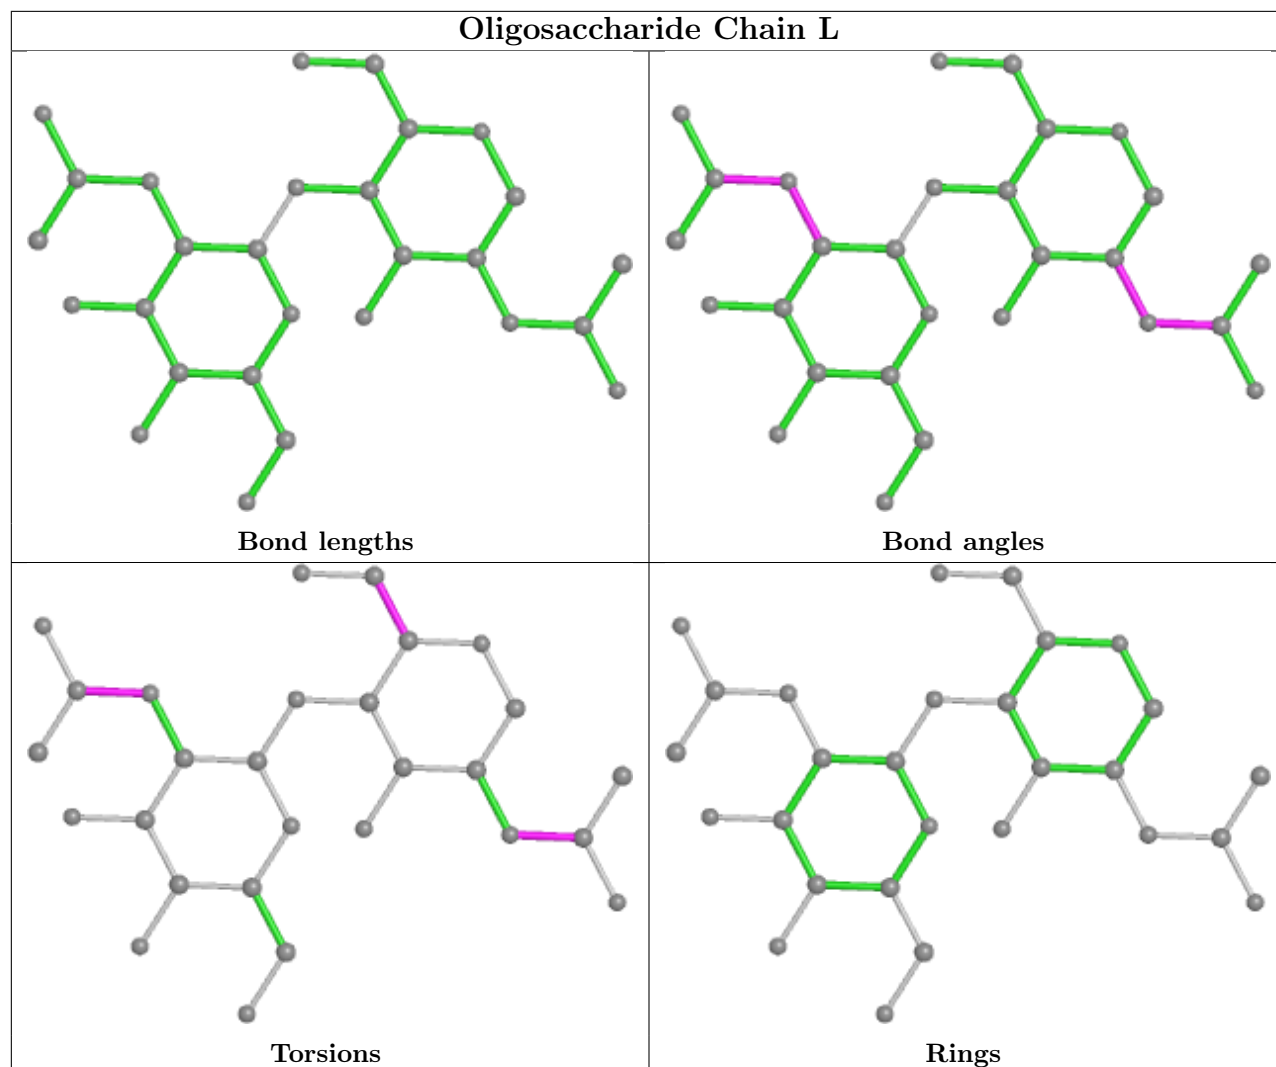 Oligosaccharide Chain L
Bond lengths
Bond angles
Torsions
Rings